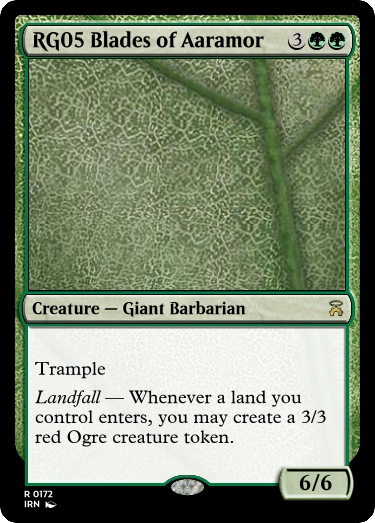 RG05 Blades of Aaramor 3
Creature — Giant Barbarian
Trample
Landfall — Whenever a land you
control enters, you may create a 3/3
red Ogre creature token.
6/6
R 0172
IRN